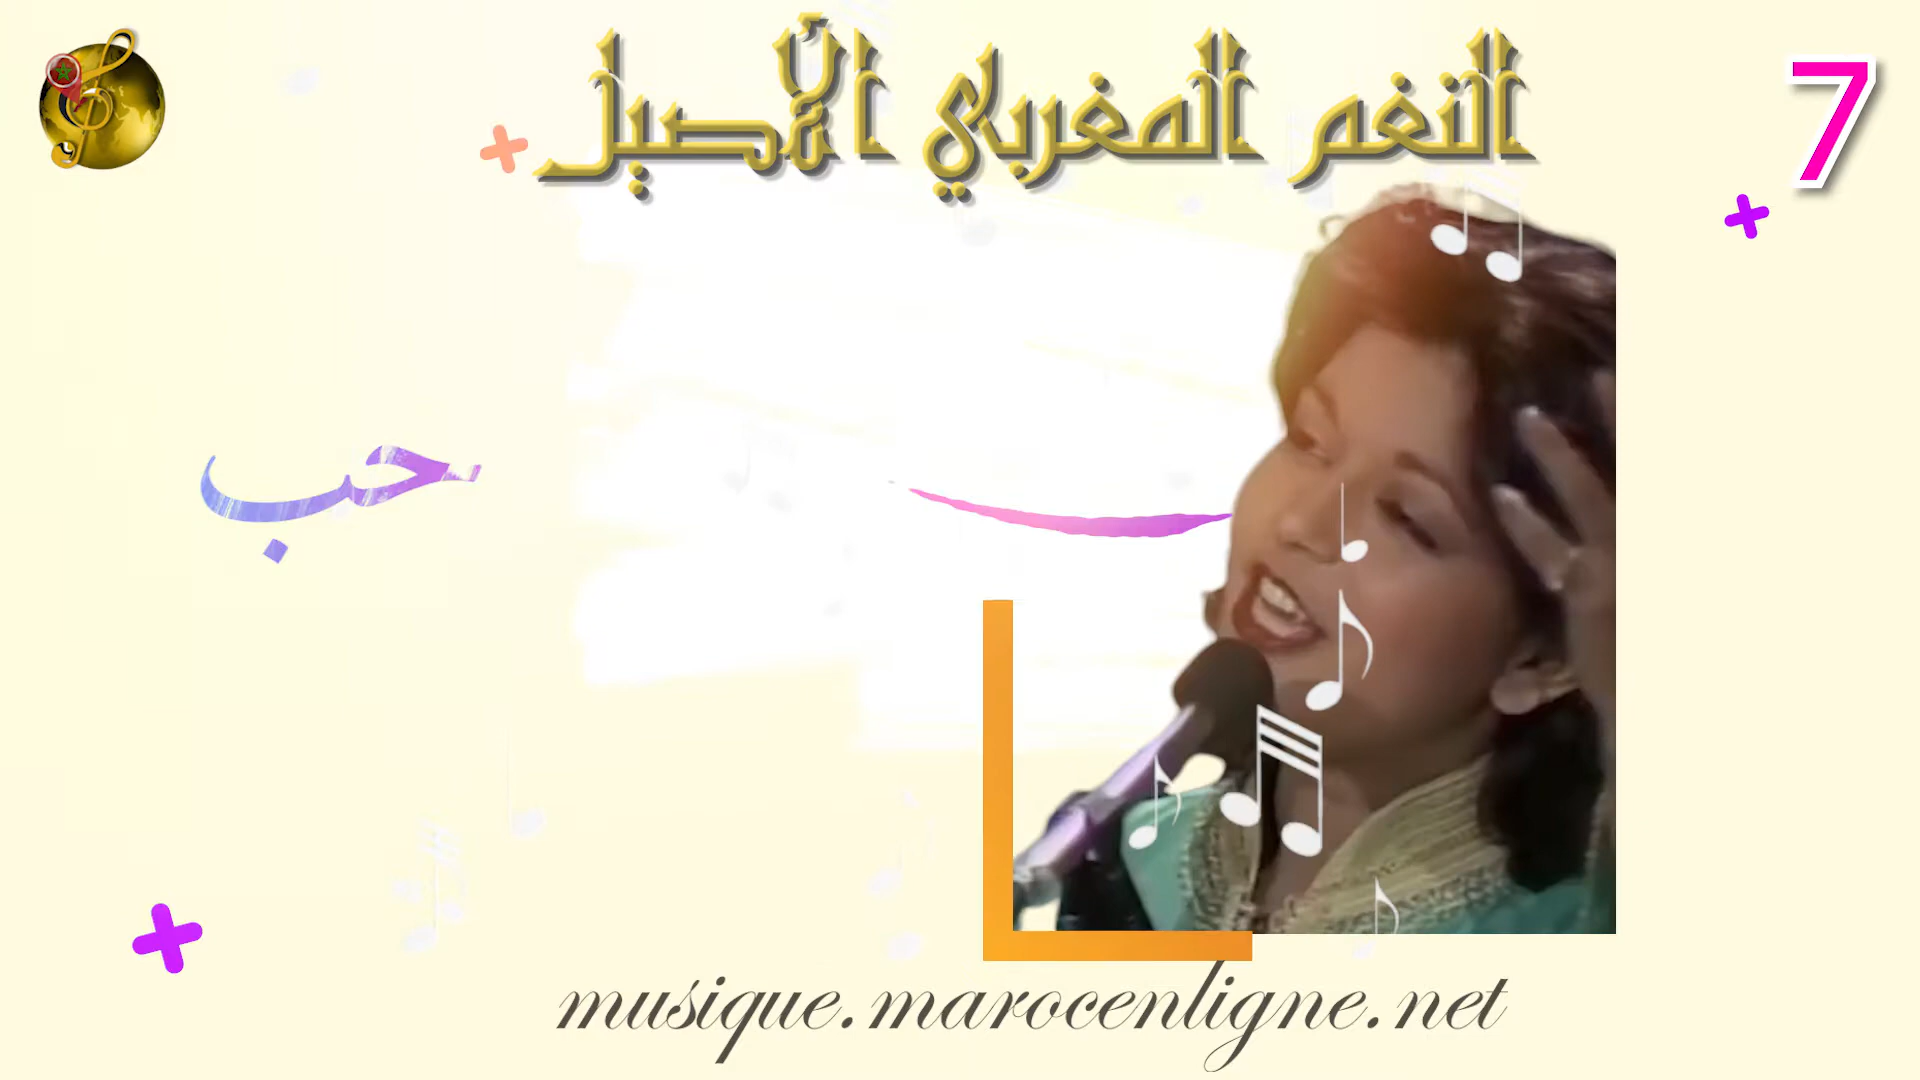 النغم المغربي الأصيل
7
حب
musique.marocenligne.net